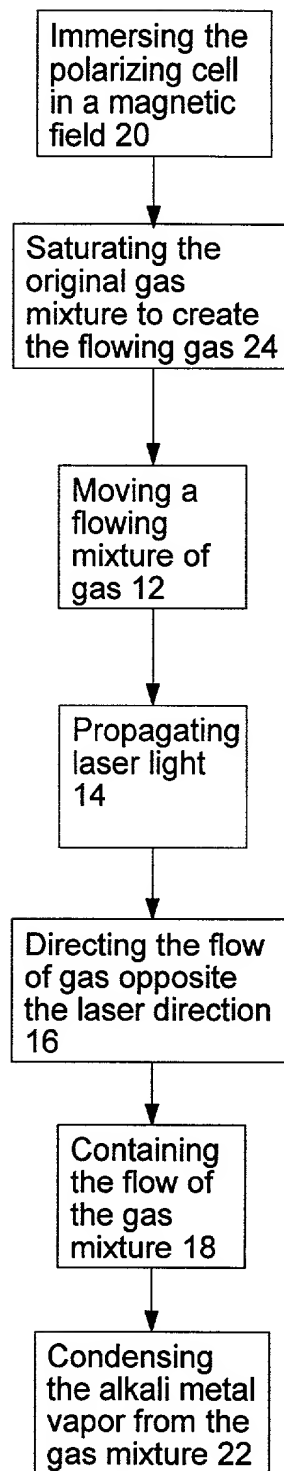 Immersing the
polarizing cell
in a magnetic
field 20
Saturating the
original gas
mixture to create
the flowing gas 24
Moving a
flowing
mixture of
gas 12
Propagating
laser light
14
Directing the flow
of gas opposite
the laser direction
16
Containing
the flow of
the gas
mixture 18
Condensing
the alkali metal
vapor from the
gas mixture 22